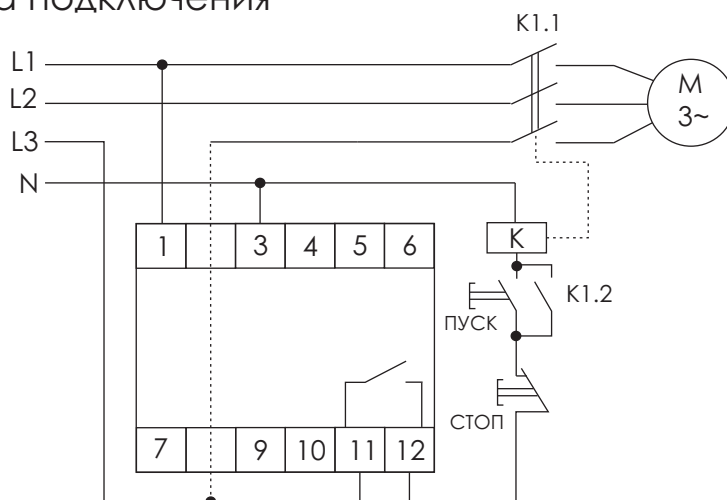 подключения
K1.1
L1
L2
L3
N
M
3~
1 3 4 5 6
K
K1.2
ПУСК
СТОП
7 9 10 11 12